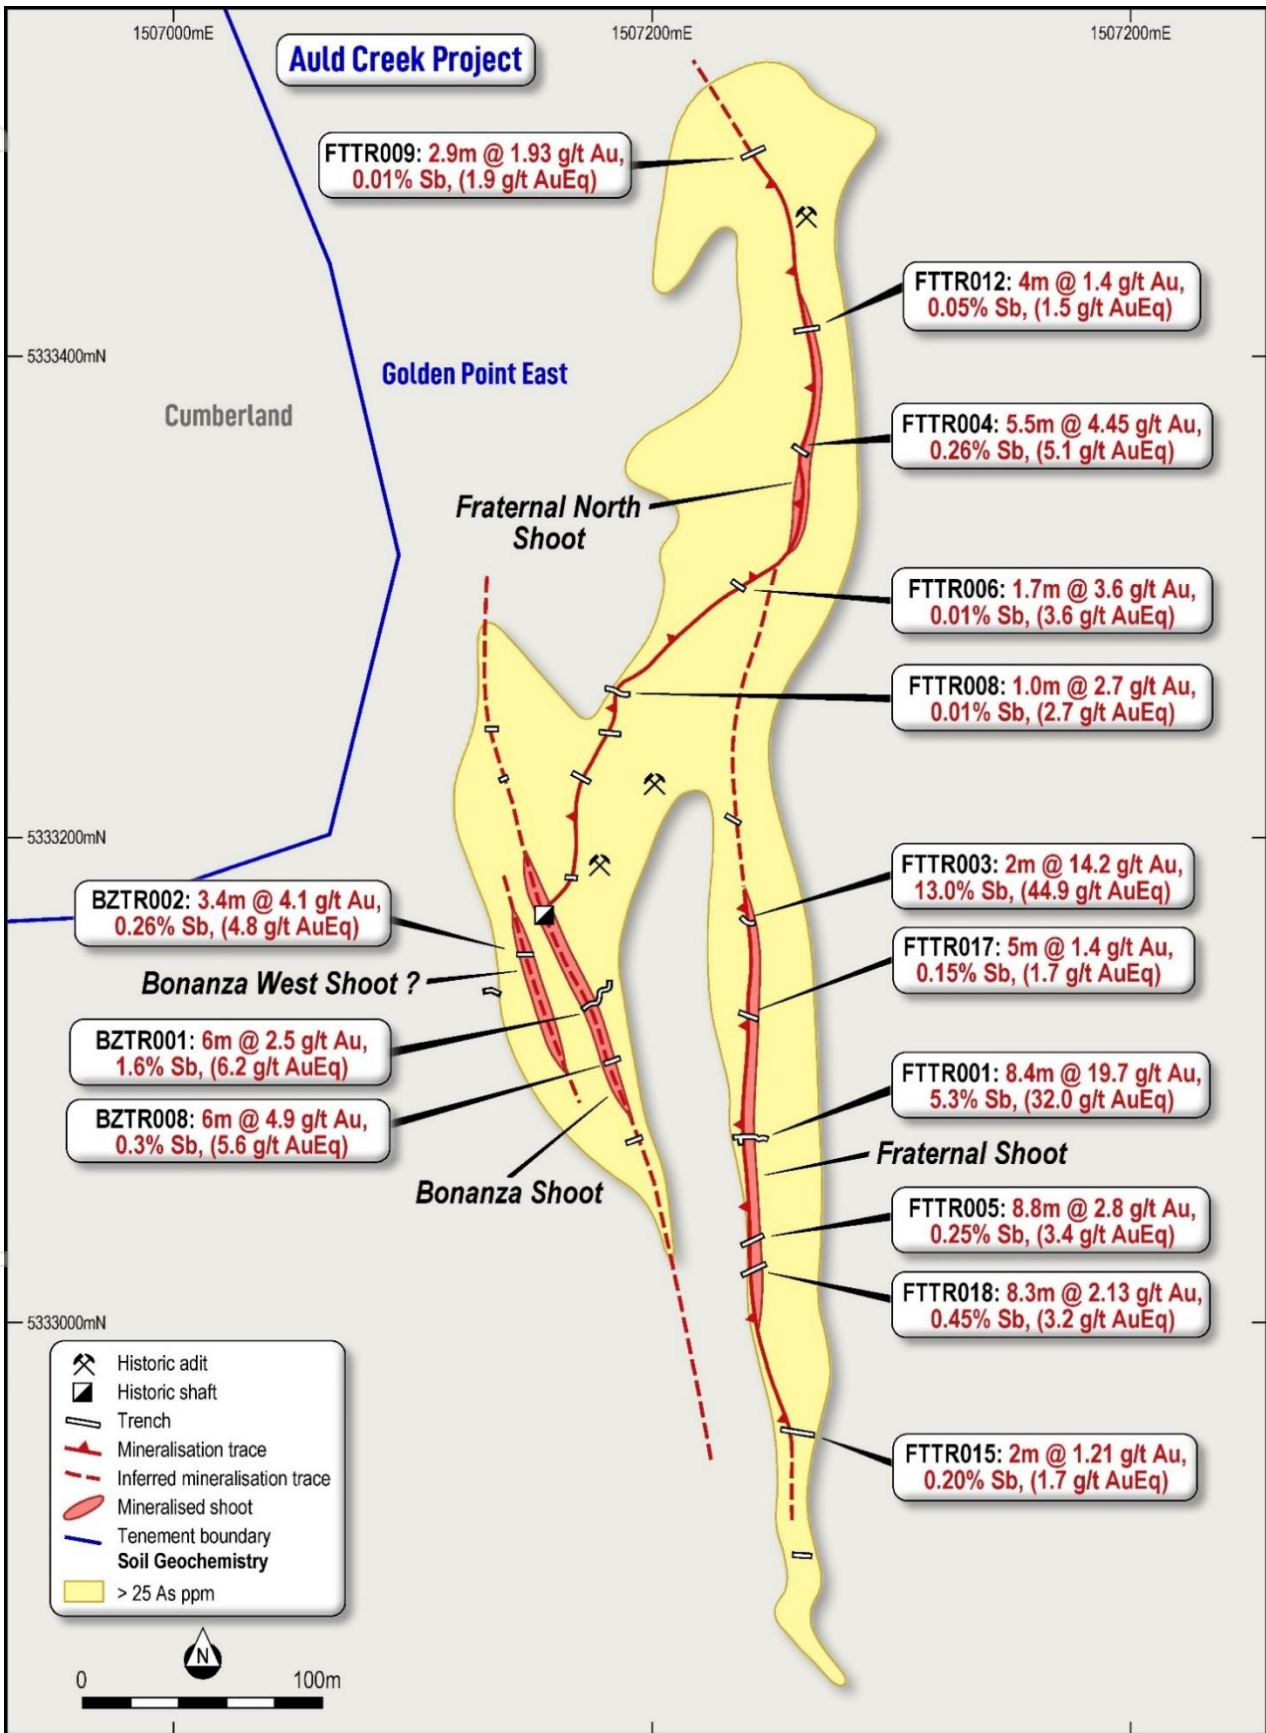 1507000mE
1507200mE
1507200mE
Auld Creek Project
FTTR009: 2.9m @ 1.93 g/t Au,
0.01% Sb, (1.9 g/t AuEq)
FTTR012: 4m @ 1.4 g/t Au,
0.05% Sb, (1.5 g/t AuEq)
5333400mN
Golden Point East
Cumberland
FTTR004: 5.5m @ 4.45 g/t Au,
0.26% Sb, (5.1 g/t AuEq)
Fraternal North
Shoot
FTTR006: 1.7m @ 3.6 g/t Au,
0.01% Sb, (3.6 g/t AuEq)
FTTR008: 1.0m @ 2.7 g/t Au,
0.01% Sb, (2.7 g/t AuEq)
5333200mN
FTTR003: 2m @ 14.2 g/t Au,
13.0% Sb, (44.9 g/t AuEq)
BZTR002: 3.4m @ 4.1 g/t Au,
0.26% Sb, (4.8 g/t AuEq)
FTTR017: 5m @ 1.4 g/t Au,
0.15% Sb, (1.7 g/t AuEq)
Bonanza West Shoot ?
BZTR001: 6m @ 2.5 g/t Au,
1.6% Sb, (6.2 g/t AuEq)
FTTR001: 8.4m @ 19.7 g/t Au,
5.3% Sb, (32.0 g/t AuEq)
BZTR008: 6m @ 4.9 g/t Au,
0.3% Sb, (5.6 g/t AuEq)
Fraternal Shoot
Bonanza Shoot
FTTR005: 8.8m @ 2.8 g/t Au,
0.25% Sb, (3.4 g/t AuEq)
FTTR018: 8.3m @ 2.13 g/t Au,
0.45% Sb, (3.2 g/t AuEq)
5333000mN
FTTR015: 2m @ 1.21 g/t Au,
0.20% Sb, (1.7 g/t AuEq)
Historic adit
Historic shaft
Trench
Mineralisation trace
Inferred mineralisation trace
Mineralised shoot
Tenement boundary
Soil Geochemistry
> 25 As ppm
N
0 100m